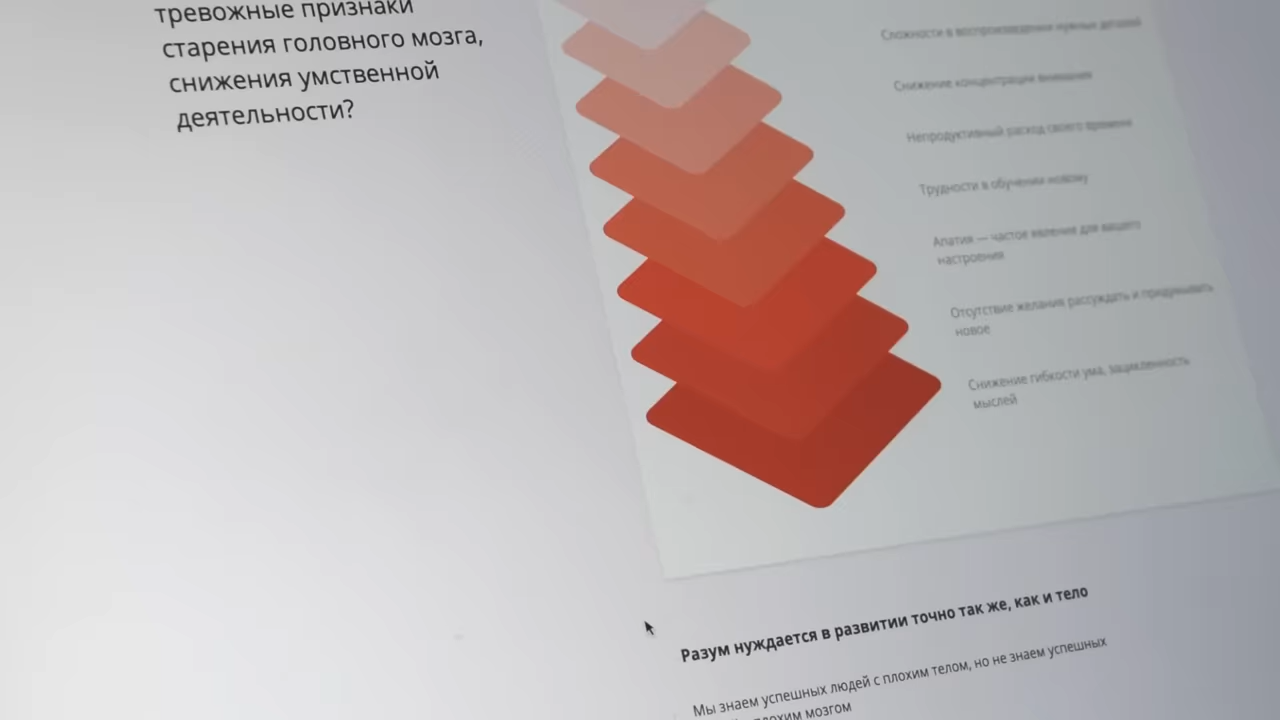 тревожные признаки
старения головного мозга,
снижения умственной
деятельности?
Сложности в воспроизведении нужных деталей
Снижение концентрации внимания
Непродуктивный расход своего времени
Трудности в обучении новому
Апатия — частое явление для вашего
настроения
Отсутствие желания рассуждать и придумывать
новое
Снижение гибкости ума, зацикленность
мыслей
Разум нуждается в развитии точно так же, как и тело
Мы знаем успешных людей с плохим телом, но не знаем успешных
плохим мозгом